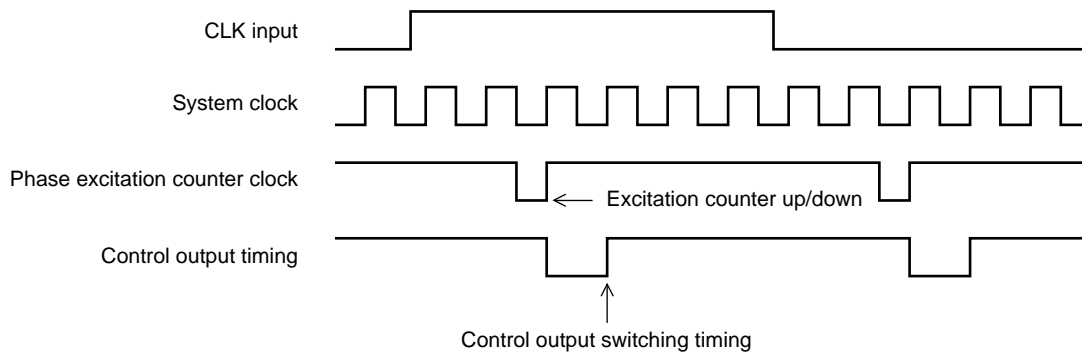 CLK input
System clock
Phase excitation counter clock
Excitation counter up/down
Control output timing
Control output switching timing